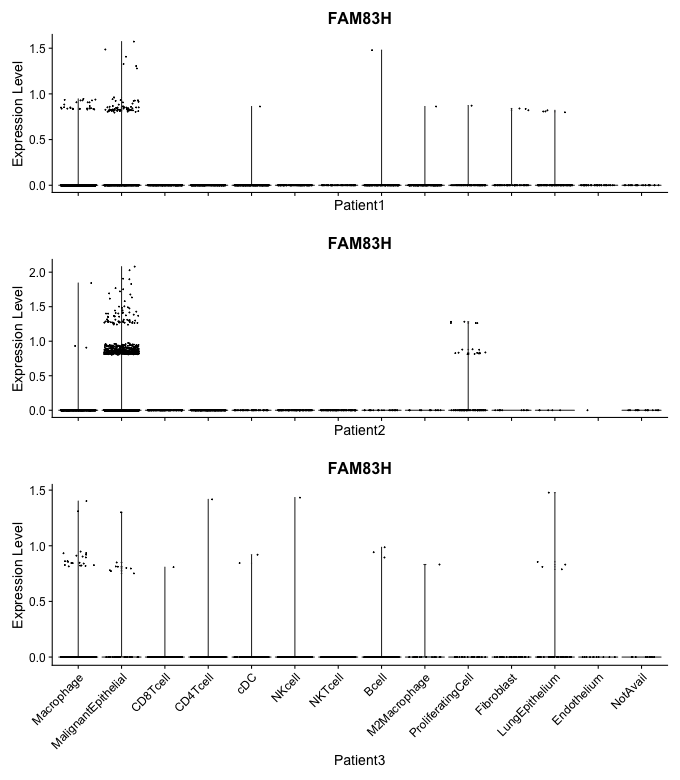 FAM83H
Expression Level
1.5
1.0
0.5
0.0
Patient1
FAM83H
Expression Level
2.0
1.5
1.0
0.5
0.0
Patient2
FAM83H
Expression Level
1.5
1.0
0.5
0.0
Macrophage
MalignantEpithelial
CD8Tcell
CD4Tcell
cDC
NKcell
NKTcell
Bcell
M2Macrophage
ProliferatingCell
Fibroblast
LungEpithelium
Endothelium
NotAvail
Patient3